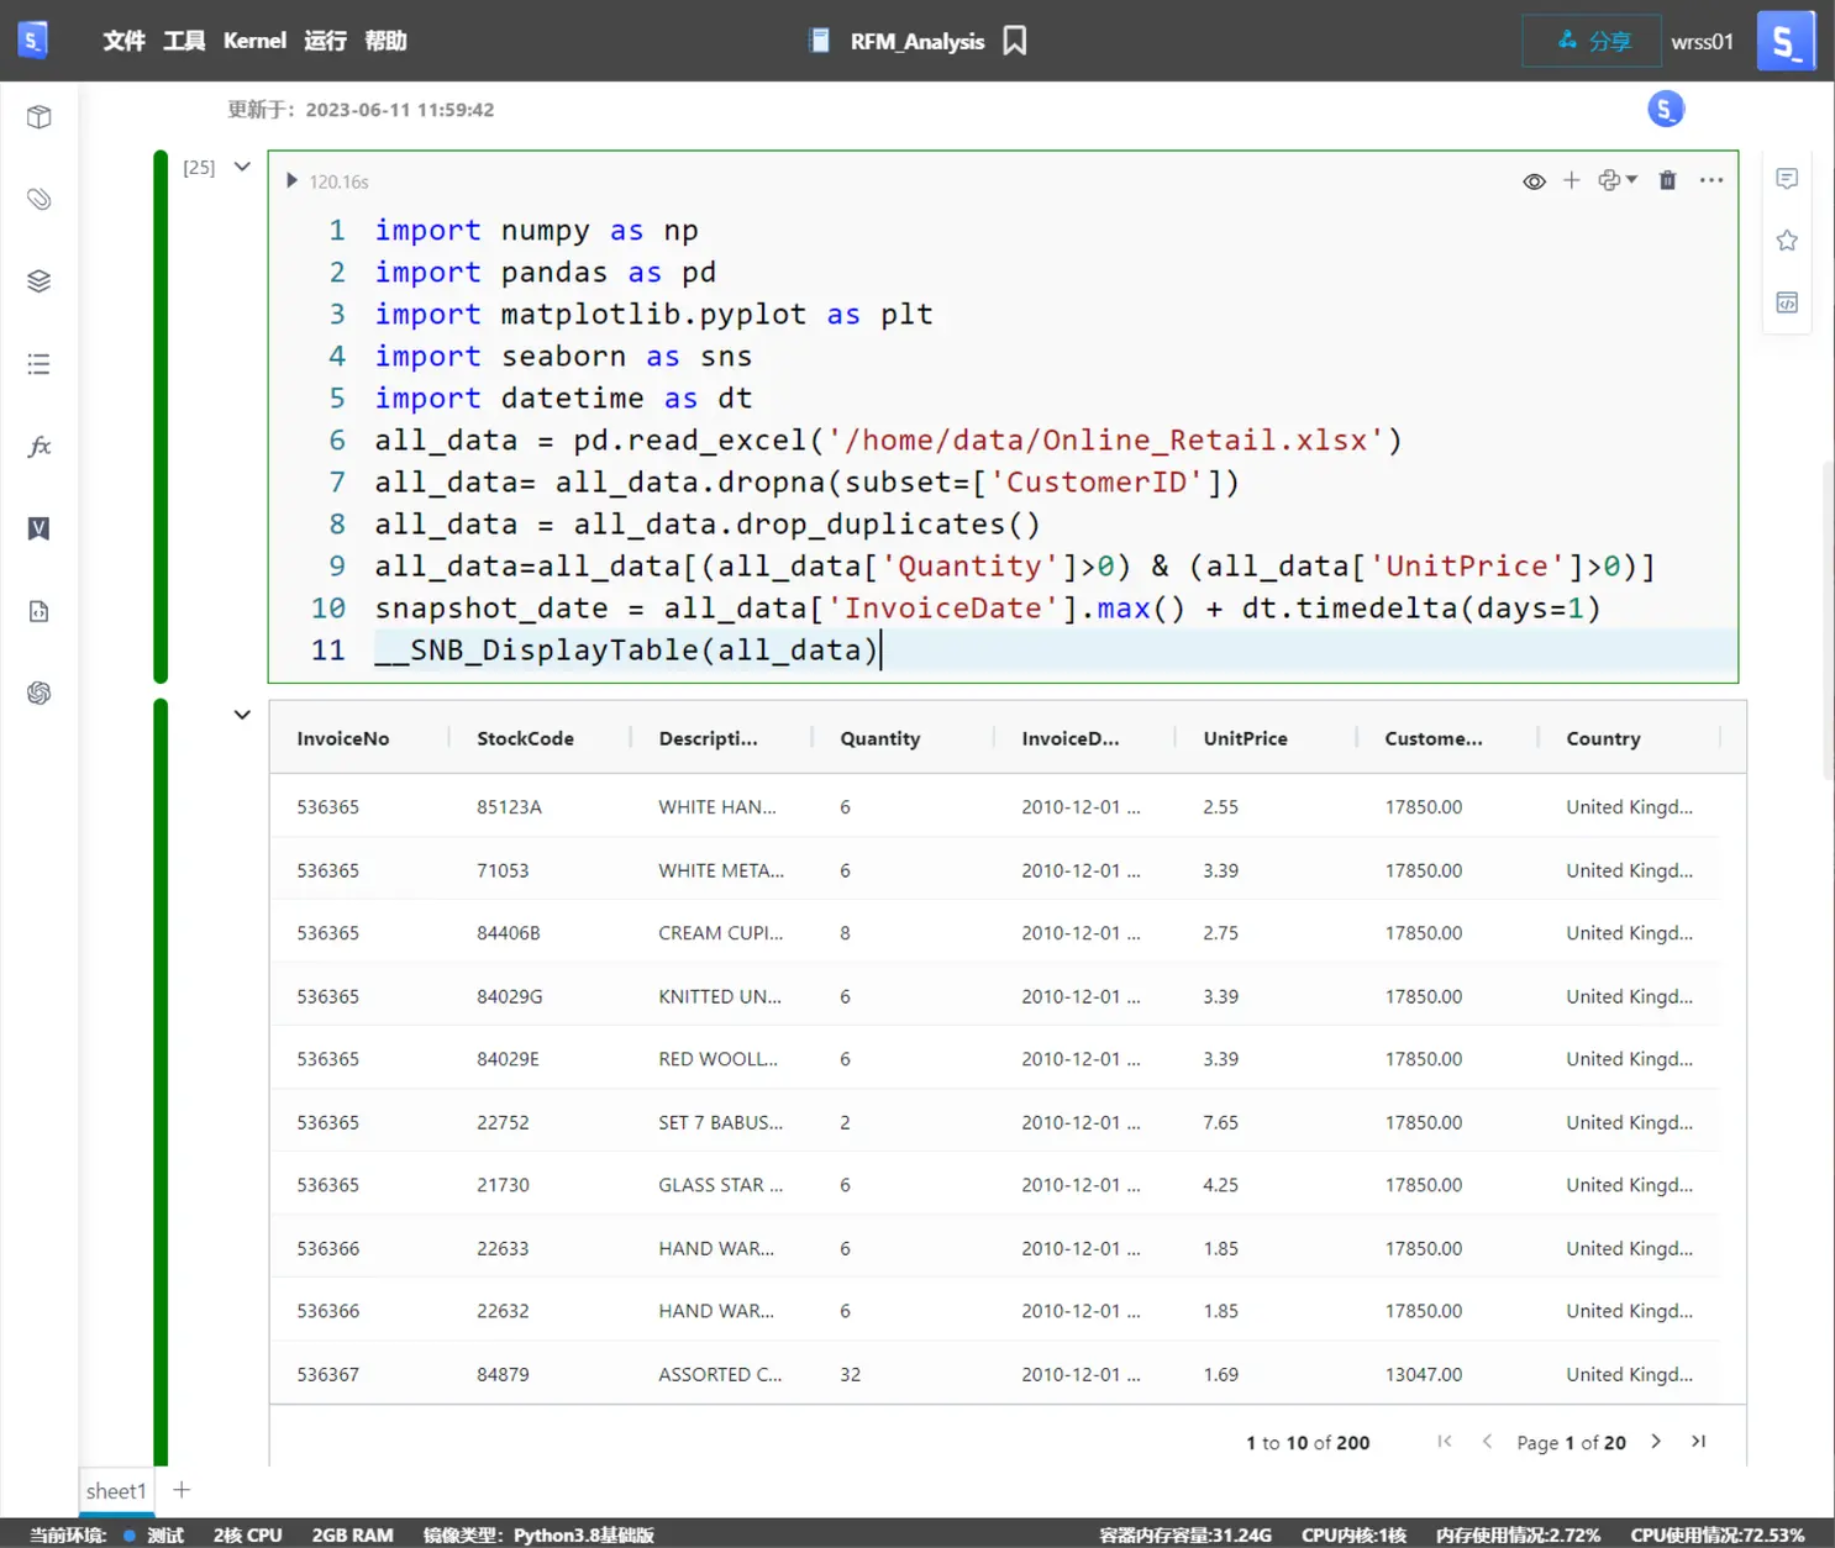 S_ 文件 工具 Kernel 运行 帮助 RFM_Analysis 分享 wrss01 S_
更新于：2023-06-11 11:59:42 S_
[25] 120.16s
1 import numpy as np
2 import pandas as pd
3 import matplotlib.pyplot as plt
4 import seaborn as sns
5 import datetime as dt
6 all_data = pd.read_excel('/home/data/Online_Retail.xlsx')
7 all_data= all_data.dropna(subset=['CustomerID'])
8 all_data = all_data.drop_duplicates()
9 all_data=all_data[(all_data['Quantity']>0) & (all_data['UnitPrice']>0)]
10 snapshot_date = all_data['InvoiceDate'].max() + dt.timedelta(days=1)
11 __SNB_DisplayTable(all_data)
InvoiceNo StockCode Descripti... Quantity InvoiceD... UnitPrice Custome... Country
536365 85123A WHITE HAN... 6 2010-12-01 ... 2.55 17850.00 United Kingd...
536365 71053 WHITE META... 6 2010-12-01 ... 3.39 17850.00 United Kingd...
536365 84406B CREAM CUPI... 8 2010-12-01 ... 2.75 17850.00 United Kingd...
536365 84029G KNITTED UN... 6 2010-12-01 ... 3.39 17850.00 United Kingd...
536365 84029E RED WOOLL... 6 2010-12-01 ... 3.39 17850.00 United Kingd...
536365 22752 SET 7 BABUS... 2 2010-12-01 ... 7.65 17850.00 United Kingd...
536365 21730 GLASS STAR ... 6 2010-12-01 ... 4.25 17850.00 United Kingd...
536366 22633 HAND WAR... 6 2010-12-01 ... 1.85 17850.00 United Kingd...
536366 22632 HAND WAR... 6 2010-12-01 ... 1.85 17850.00 United Kingd...
536367 84879 ASSORTED C... 32 2010-12-01 ... 1.69 13047.00 United Kingd...
1 to 10 of 200 Page 1 of 20
sheet1 +
当前环境: 测试 2核 CPU 2GB RAM 镜像类型：Python3.8基础版 容器内存容量:31.24G CPU内核:1核 内存使用情况:2.72% CPU使用情况:72.53%